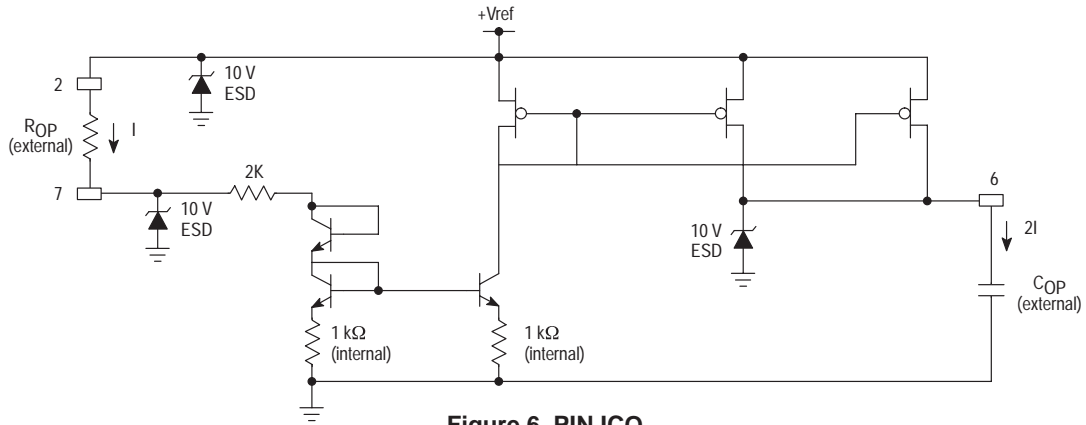 +Vref
10 V
ESD
2
ROP
(external)
I
7
2K
10 V
ESD
6
10 V
ESD
2I
COP
(external)
1 kΩ
(internal)
1 kΩ
(internal)